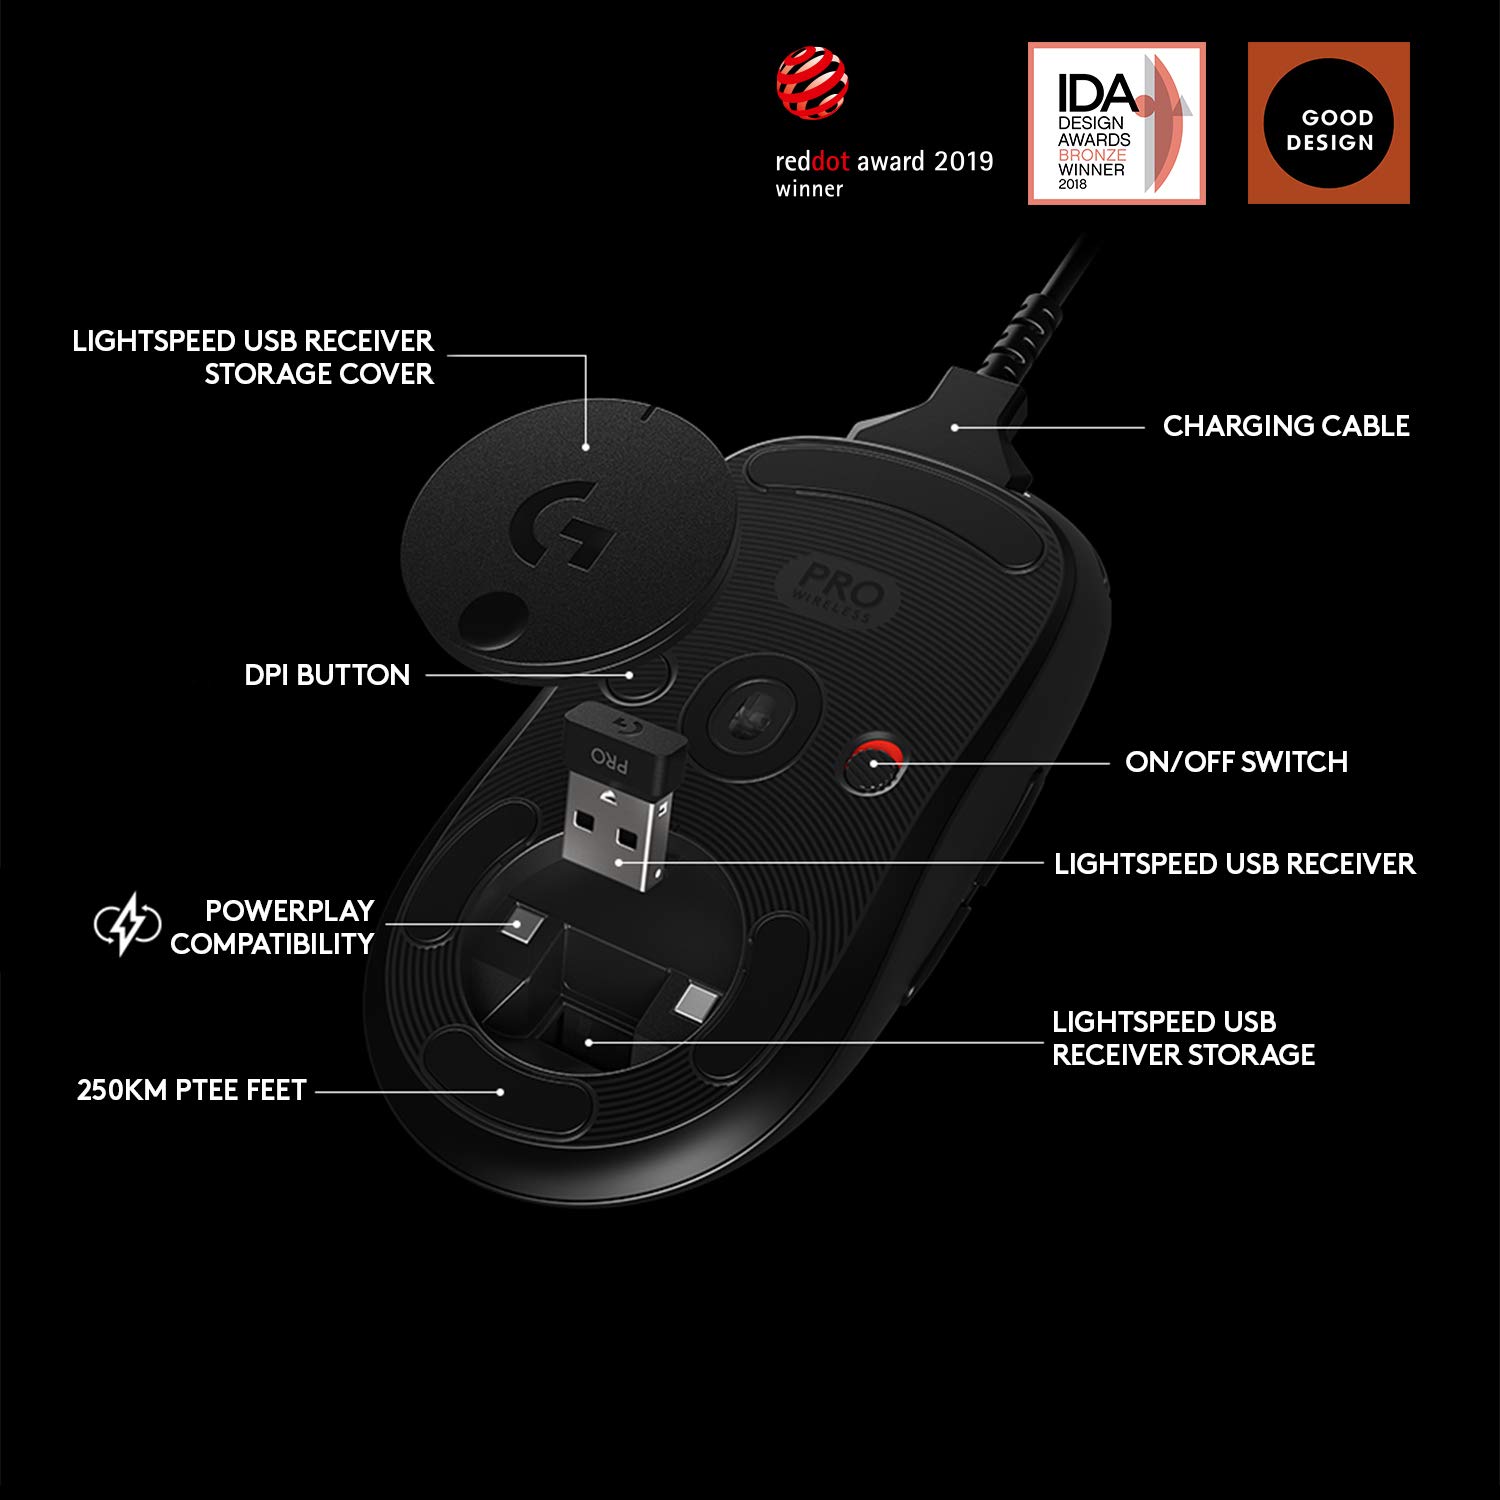 reddot award 2019
winner
IDA
DESIGN
AWARDS
BRONZE
WINNER
2018
GOOD
DESIGN
LIGHTSPEED USB RECEIVER
STORAGE COVER
CHARGING CABLE
PRO
WIRELESS
DPI BUTTON
PRO
ON/OFF SWITCH
LIGHTSPEED USB RECEIVER
POWERPLAY
COMPATIBILITY
LIGHTSPEED USB
RECEIVER STORAGE
250KM PTEE FEET